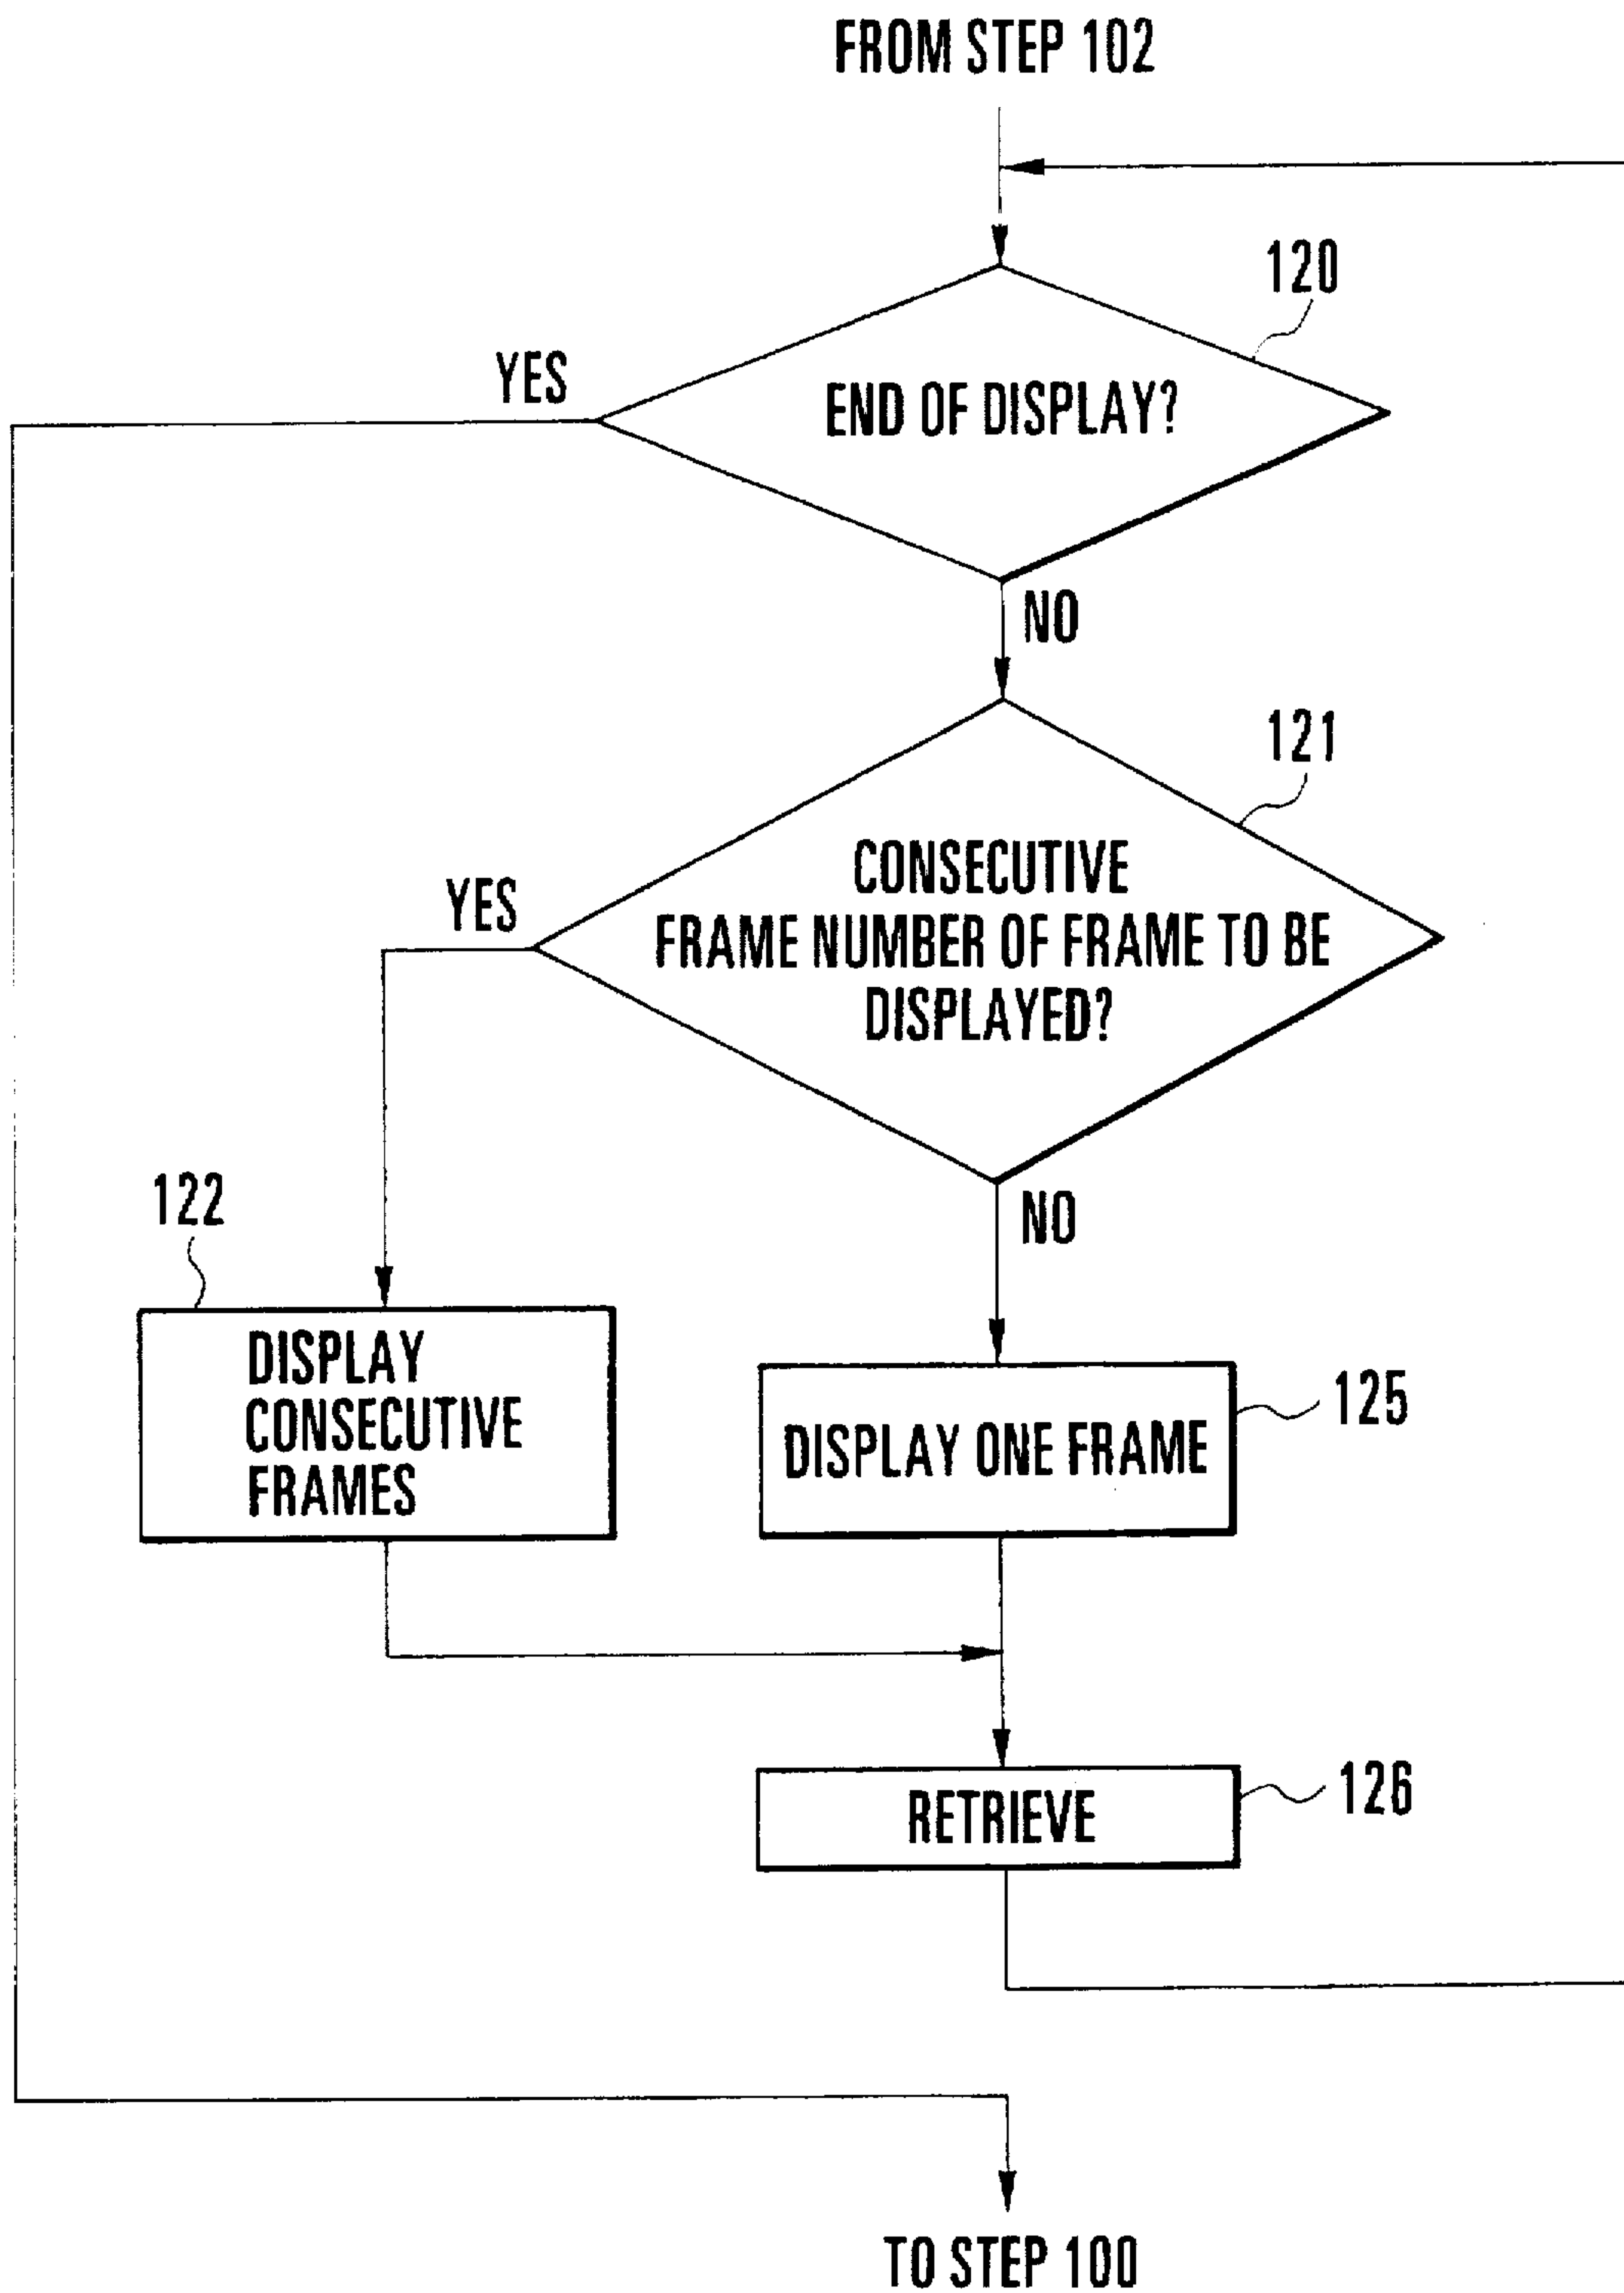 FROM STEP 102
120
YES
END OF DISPLAY?
NO
121
CONSECUTIVE
YES
FRAME NUMBER OF FRAME TO BE
DISPLAYED?
122
NO
DISPLAY
CONSECUTIVE
FRAMES
125
DISPLAY ONE FRAME
126
RETRIEVE
TO STEP 100